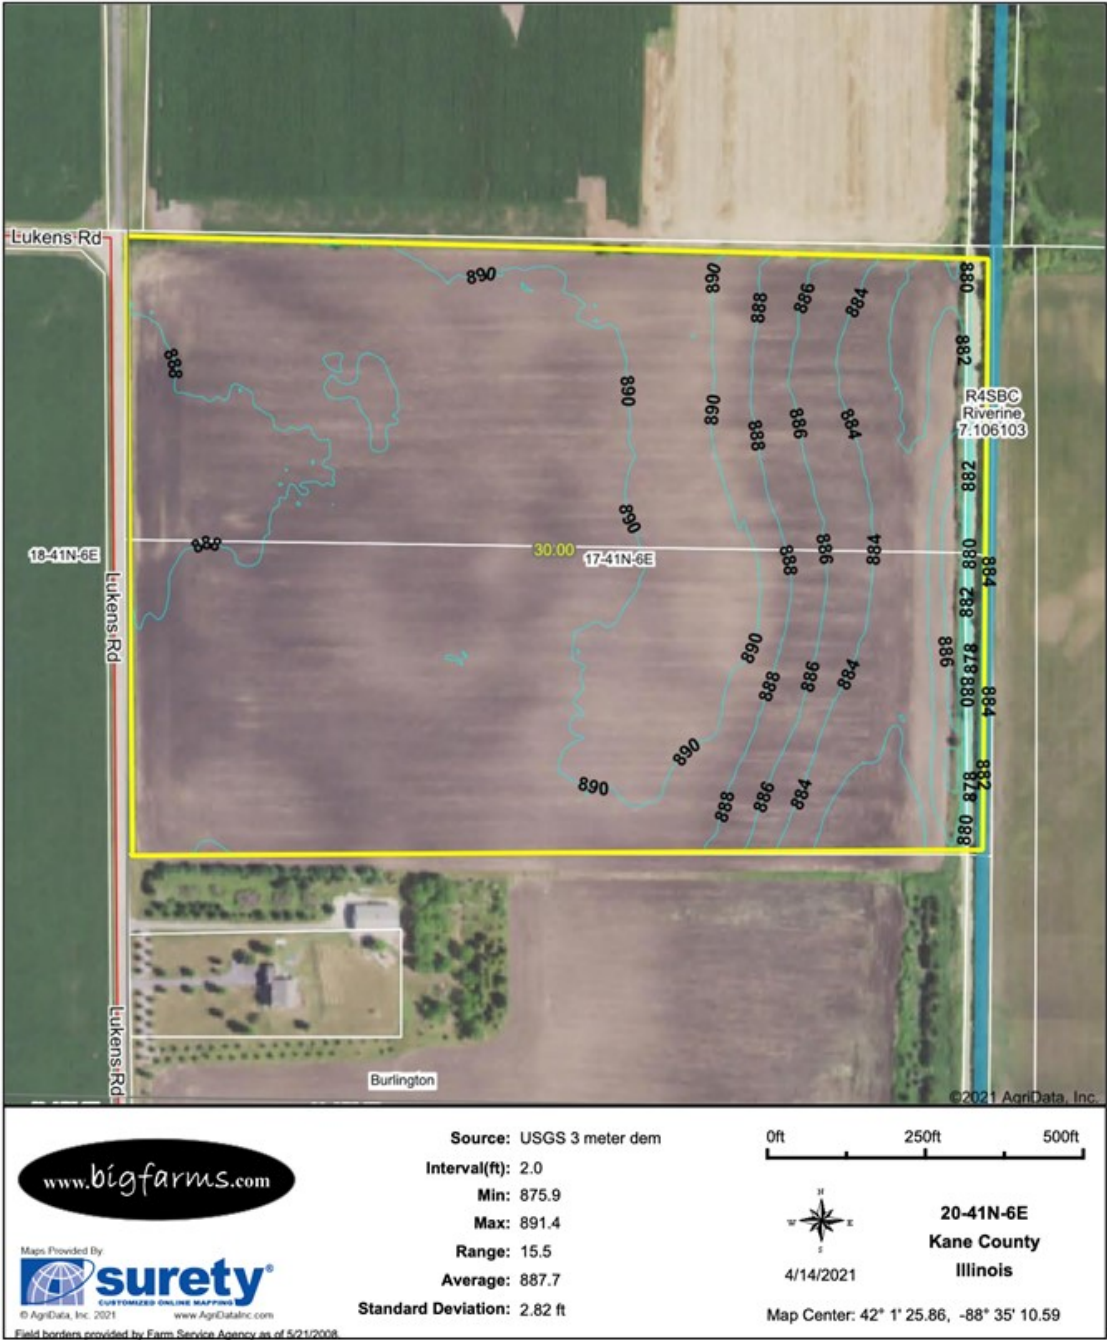 Lukens Rd
890
890
880
888
886
884
888
882
890
890
R4SBC
Riverine
7.106103
888
886
884
882
890
888
18-41N-6E
30.00
17-41N-6E
888
886
884
880
884
Lukens Rd
882
890
886
878
888
886
884
880
884
890
890
882
878
888
886
884
880
Lukens Rd
Burlington
©2021 AgriData, Inc.
www.bigfarms.com
Maps Provided By:
surety®
CUSTOMIZED ONLINE MAPPING
© AgriData, Inc. 2021 www.AgriDataInc.com
Field borders provided by Farm Service Agency as of 5/21/2008.
Source: USGS 3 meter dem
Interval(ft): 2.0
Min: 875.9
Max: 891.4
Range: 15.5
Average: 887.7
Standard Deviation: 2.82 ft
0ft 250ft 500ft
N
W E
S
4/14/2021
20-41N-6E
Kane County
Illinois
Map Center: 42° 1' 25.86, -88° 35' 10.59